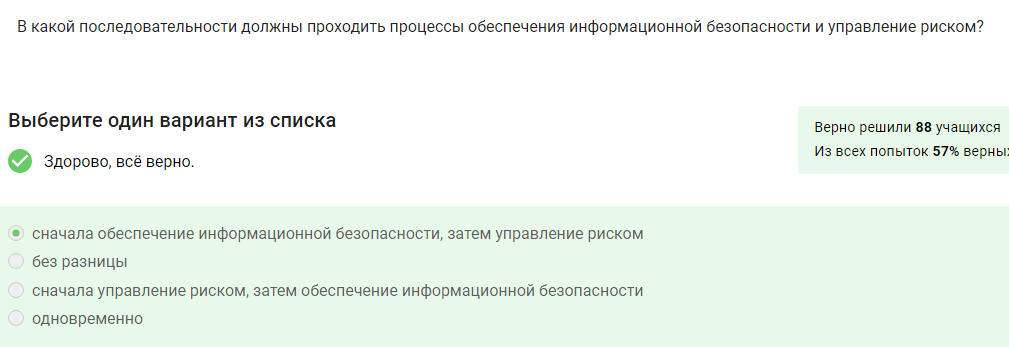 В какой последовательности должны проходить процессы обеспечения информационной безопасности и управление риском?
Выберите один вариант из списка
Здорово, всё верно.
Верно решили 88 учащихся
Из всех попыток 57% верных
сначала обеспечение информационной безопасности, затем управление риском
без разницы
сначала управление риском, затем обеспечение информационной безопасности
одновременно